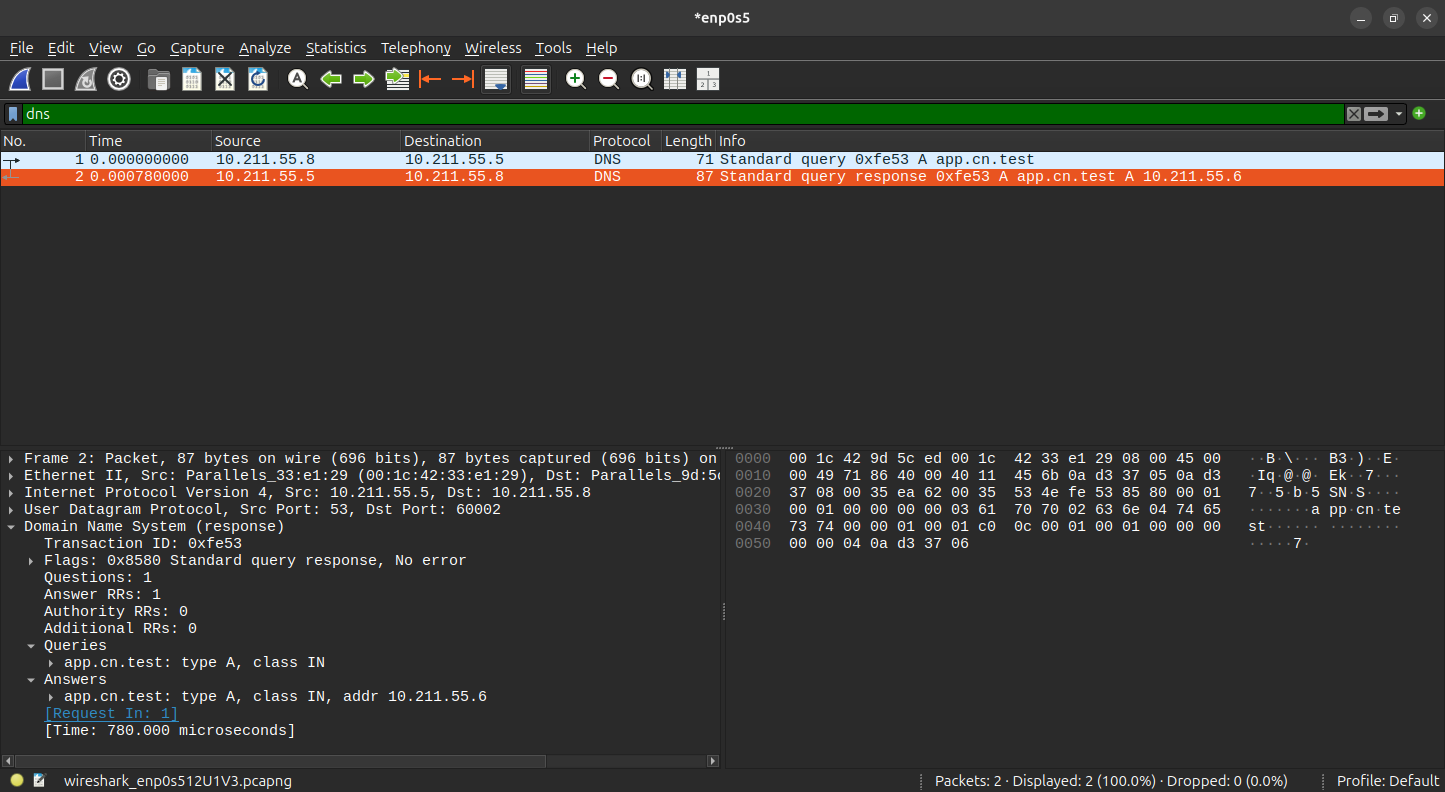 *enp0s5
File Edit View Go Capture Analyze Statistics Telephony Wireless Tools Help
dns
No. Time Source Destination Protocol Length Info
1 0.000000000 10.211.55.8 10.211.55.5 DNS 71 Standard query 0xfe53 A app.cn.test
2 0.000780000 10.211.55.5 10.211.55.8 DNS 87 Standard query response 0xfe53 A app.cn.test A 10.211.55.6
Frame 2: Packet, 87 bytes on wire (696 bits), 87 bytes captured (696 bits) on
Ethernet II, Src: Parallels_33:e1:29 (00:1c:42:33:e1:29), Dst: Parallels_9d:5c
Internet Protocol Version 4, Src: 10.211.55.5, Dst: 10.211.55.8
User Datagram Protocol, Src Port: 53, Dst Port: 60002
Domain Name System (response)
Transaction ID: 0xfe53
Flags: 0x8580 Standard query response, No error
Questions: 1
Answer RRs: 1
Authority RRs: 0
Additional RRs: 0
Queries
app.cn.test: type A, class IN
Answers
app.cn.test: type A, class IN, addr 10.211.55.6
[Request In: 1]
[Time: 780.000 microseconds]
0000 00 1c 42 9d 5c ed 00 1c 42 33 e1 29 08 00 45 00 ··B·\··· B3·)··E·
0010 00 49 71 86 40 00 40 11 45 6b 0a d3 37 05 0a d3 ·Iq·@·@· Ek··7···
0020 37 08 00 35 ea 62 00 35 53 4e fe 53 85 80 00 01 7··5·b·5 SN·S····
0030 00 01 00 00 00 00 03 61 70 70 02 63 6e 04 74 65 ·······a pp·cn·te
0040 73 74 00 00 01 00 01 c0 0c 00 01 00 01 00 00 00 st······ ········
0050 00 00 04 0a d3 37 06 ·····7·
wireshark_enp0s512U1V3.pcapng Packets: 2 · Displayed: 2 (100.0%) · Dropped: 0 (0.0%) Profile: Default